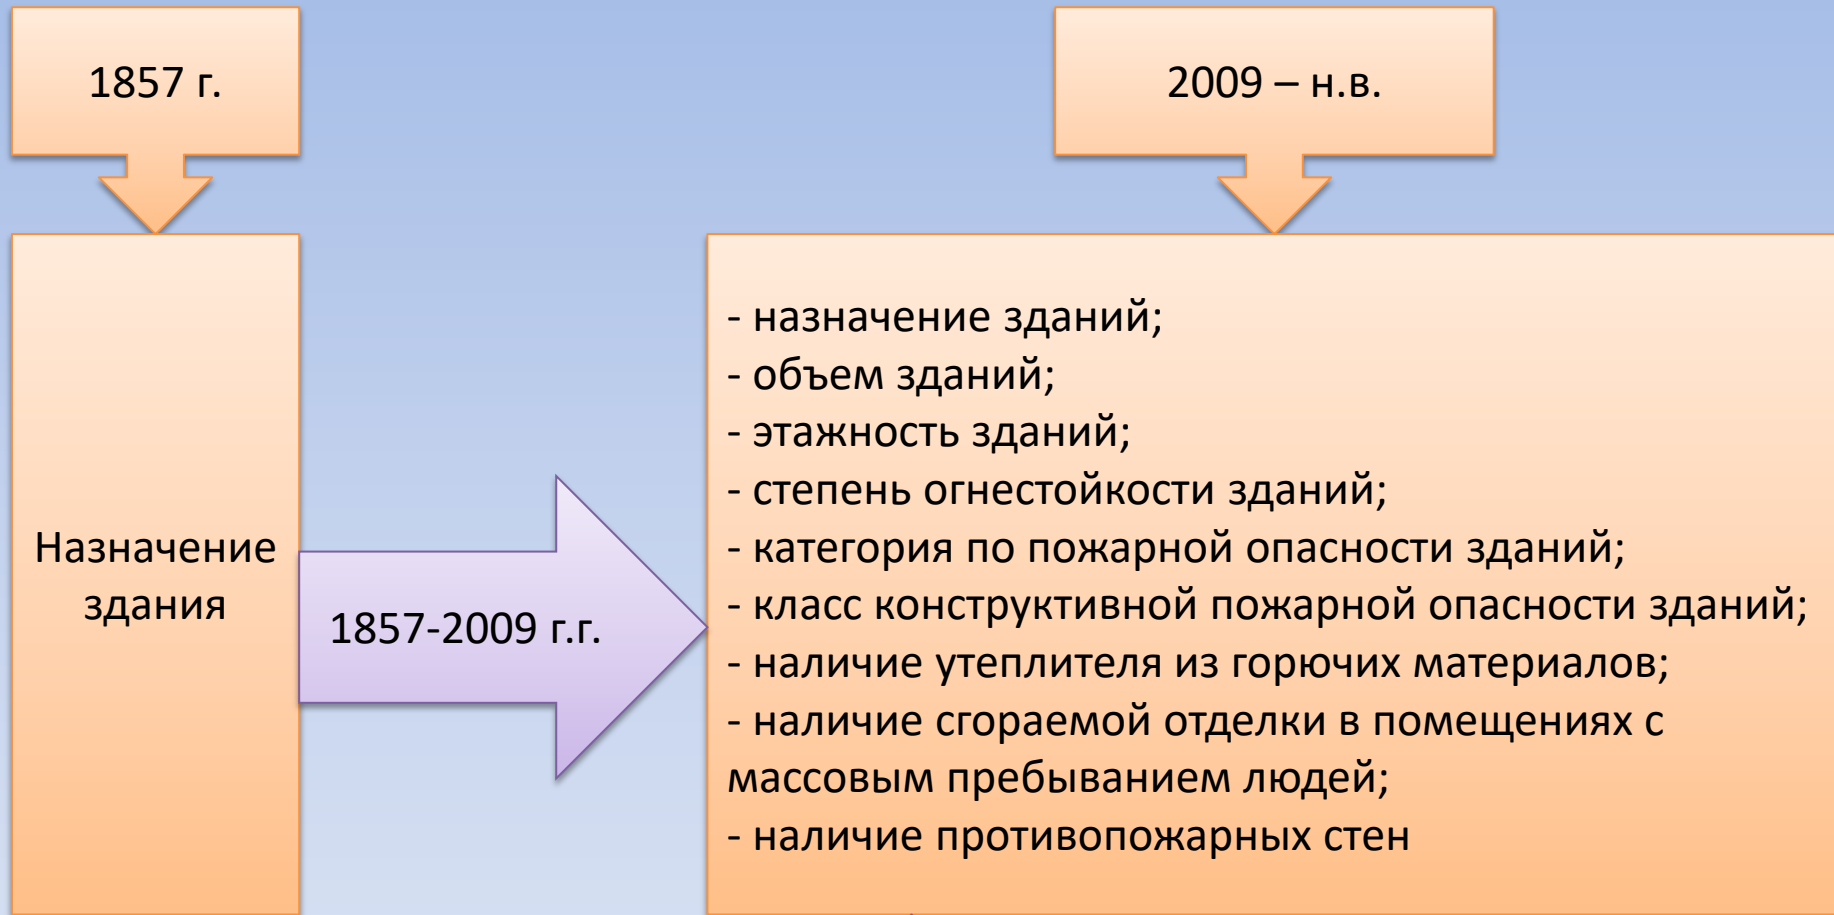 1857 г.
2009 – н.в.
Назначение
здания
1857-2009 г.г.
- назначение зданий;
- объем зданий;
- этажность зданий;
- степень огнестойкости зданий;
- категория по пожарной опасности зданий;
- класс конструктивной пожарной опасности зданий;
- наличие утеплителя из горючих материалов;
- наличие сгораемой отделки в помещениях с
массовым пребыванием людей;
- наличие противопожарных стен